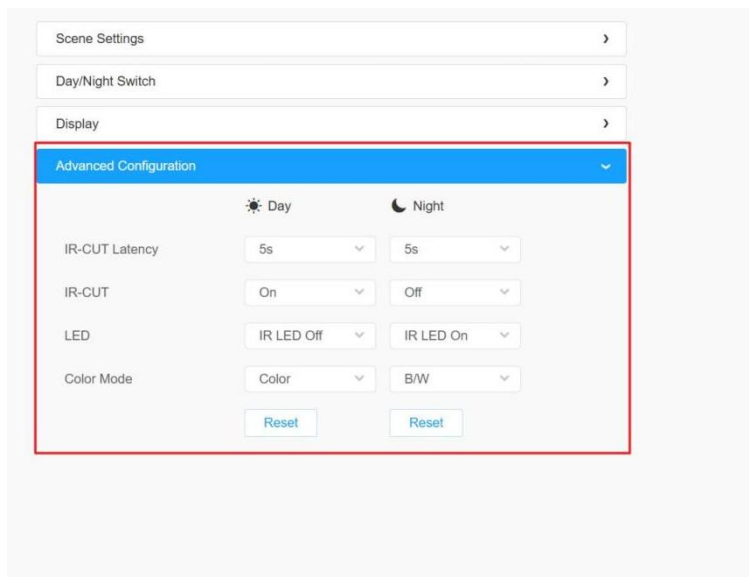 Scene Settings
Day/Night Switch
Display
Advanced Configuration
Day Night
IR-CUT Latency 5s 5s
IR-CUT On Off
LED IR LED Off IR LED On
Color Mode Color B/W
Reset Reset